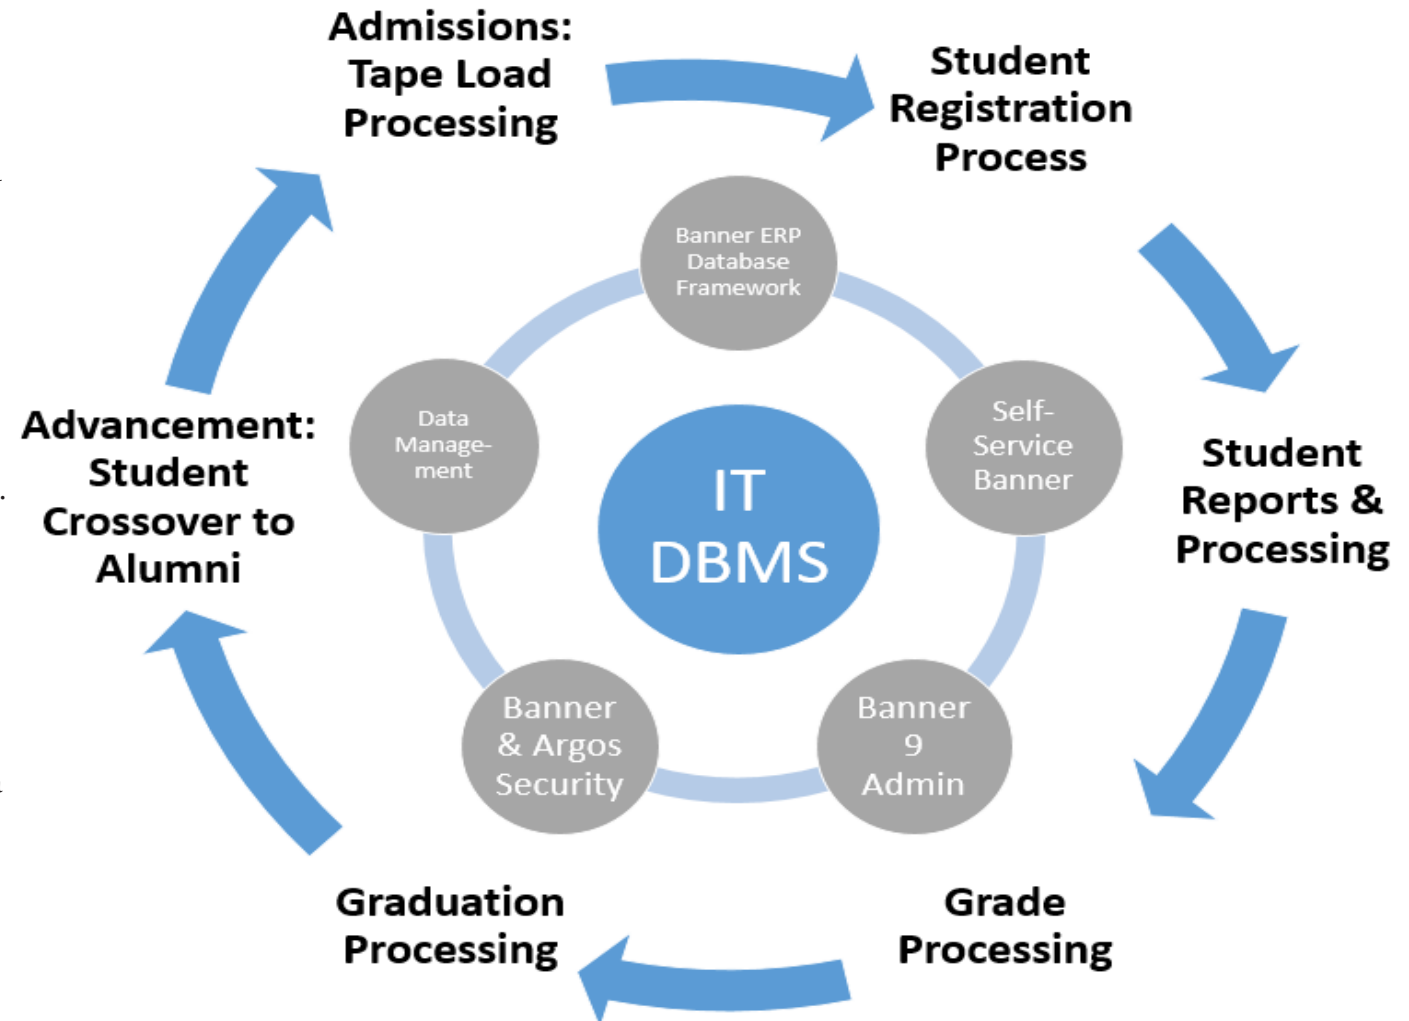 Admissions:
Tape Load
Processing
Student
Registration
Process
Banner ERP
Database
Framework
Self-
Service
Banner
Data
Manage-
ment
IT
DBMS
Advancement:
Student
Crossover to
Alumni
Student
Reports &
Processing
Banner
& Argos
Security
Banner
9
Admin
Graduation
Processing
Grade
Processing